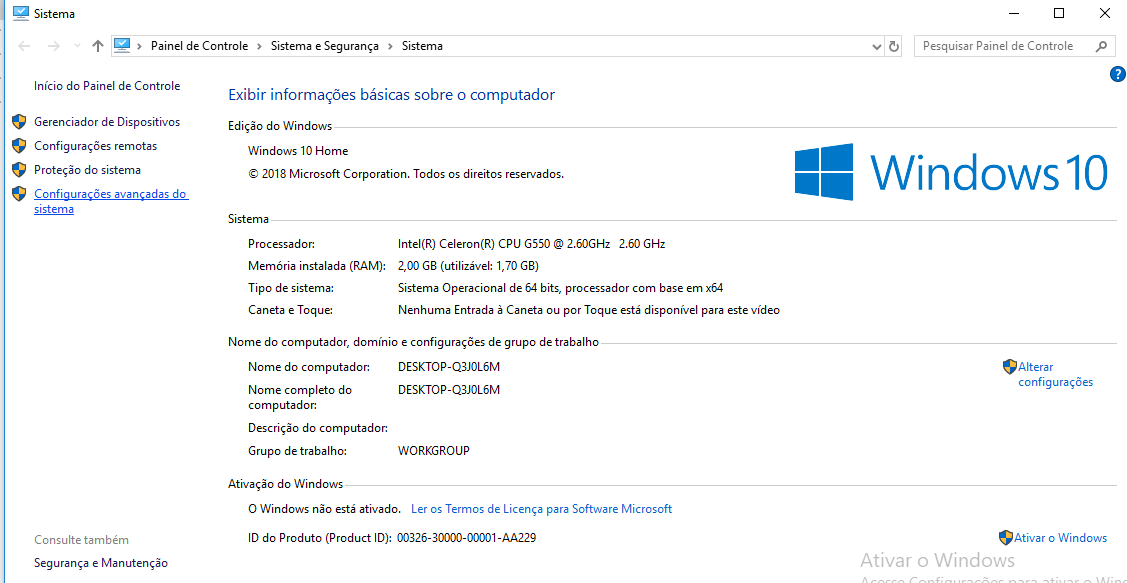 Sistema
Painel de Controle › Sistema e Segurança › Sistema
Pesquisar Painel de Controle
?
Início do Painel de Controle
Gerenciador de Dispositivos
Configurações remotas
Proteção do sistema
Configurações avançadas do
sistema
Exibir informações básicas sobre o computador
Edição do Windows
Windows 10 Home
© 2018 Microsoft Corporation. Todos os direitos reservados.
Windows 10
Sistema
Processador: Intel(R) Celeron(R) CPU G550 @ 2.60GHz 2.60 GHz
Memória instalada (RAM): 2,00 GB (utilizável: 1,70 GB)
Tipo de sistema: Sistema Operacional de 64 bits, processador com base em x64
Caneta e Toque: Nenhuma Entrada à Caneta ou por Toque está disponível para este vídeo
Nome do computador, domínio e configurações de grupo de trabalho
Nome do computador: DESKTOP-Q3J0L6M
Alterar
configurações
Nome completo do
computador:
DESKTOP-Q3J0L6M
Descrição do computador:
Grupo de trabalho: WORKGROUP
Ativação do Windows
O Windows não está ativado. Ler os Termos de Licença para Software Microsoft
ID do Produto (Product ID): 00326-30000-00001-AA229
Ativar o Windows
Consulte também
Segurança e Manutenção
Ativar o Windows
Acesse Configurações para ativar o Win